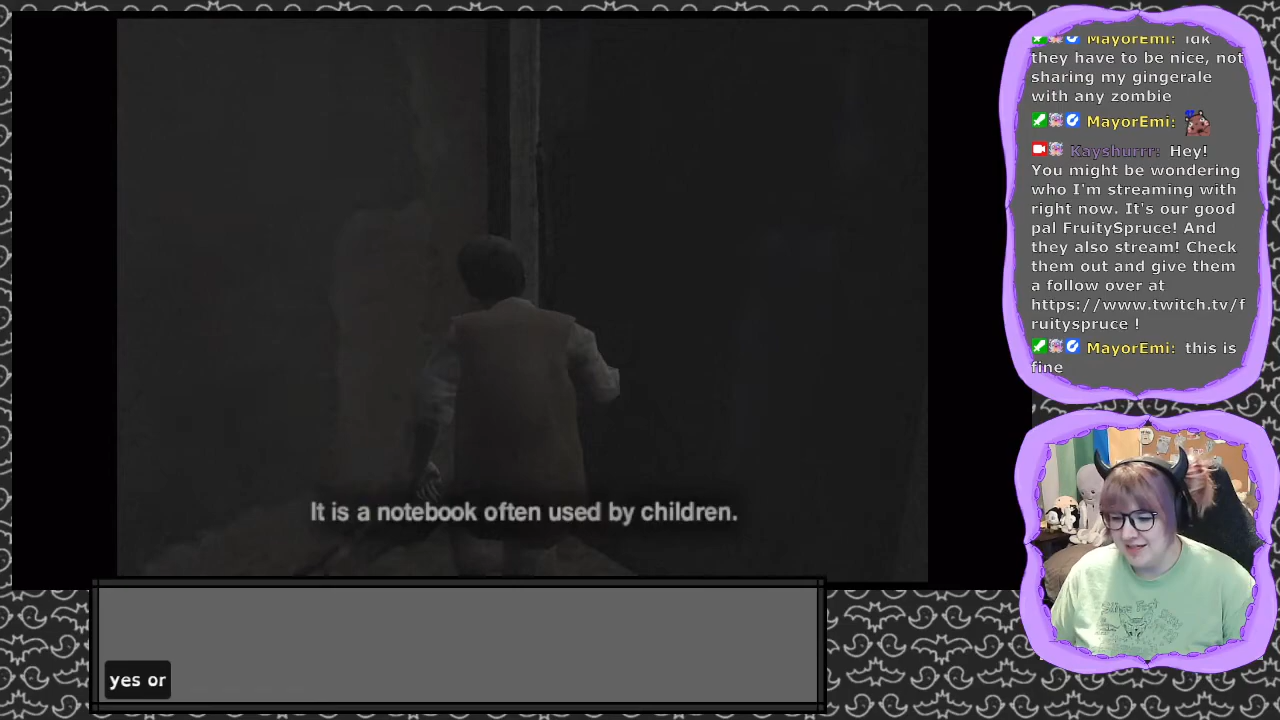 MayorEmi: idk
they have to be nice, not
sharing my gingerale
with any zombie
MayorEmi:
Kayshurrr: Hey!
You might be wondering
who I'm streaming with
right now. It's our good
pal FruitySpruce! And
they also stream! Check
them out and give them
a follow over at
https://www.twitch.tv/f
ruityspruce !
MayorEmi: this is
fine
It is a notebook often used by children.
yes or